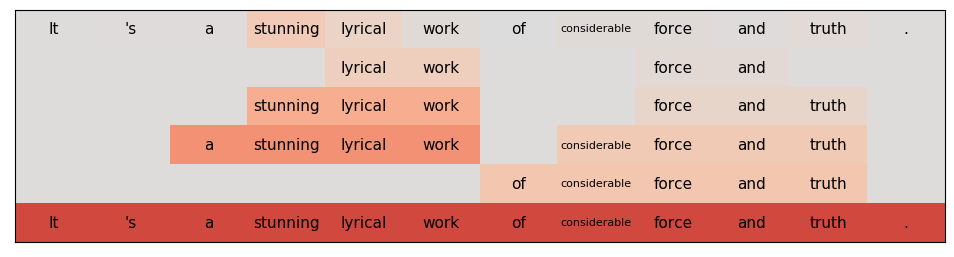 It 's a stunning lyrical work of considerable force and truth .
lyrical work force and
stunning lyrical work force and truth
a stunning lyrical work considerable force and truth
of considerable force and truth
It 's a stunning lyrical work of considerable force and truth .